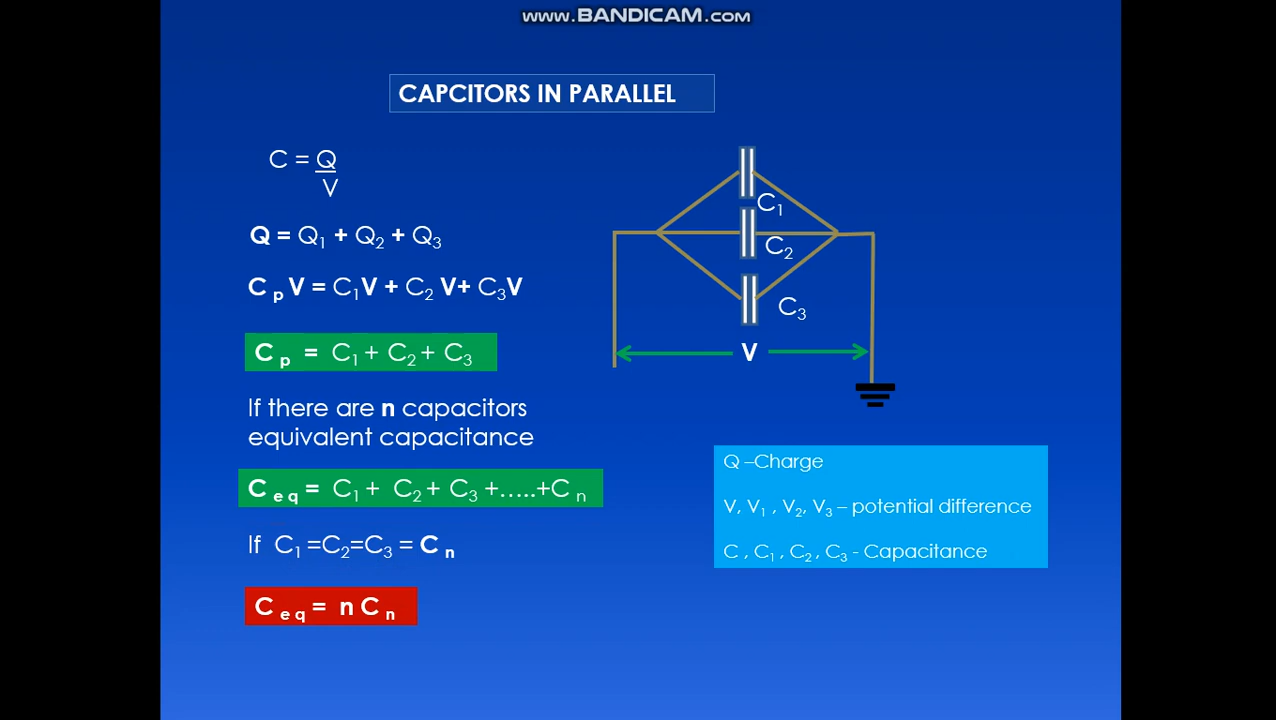 www.BANDICAM.com
CAPCITORS IN PARALLEL
C = Q
V
Q = Q₁ + Q₂ + Q₃
C p V = C₁V + C₂ V+ C₃V
C p = C₁ + C₂ + C₃
If there are n capacitors
equivalent capacitance
C e q = C₁ + C₂ + C₃ +…..+C n
If C₁ =C₂=C₃ = C n
C e q = n C n
C₁
C₂
C₃
V
Q –Charge
V, V₁ , V₂, V₃ – potential difference
C , C₁ , C₂ , C₃ - Capacitance